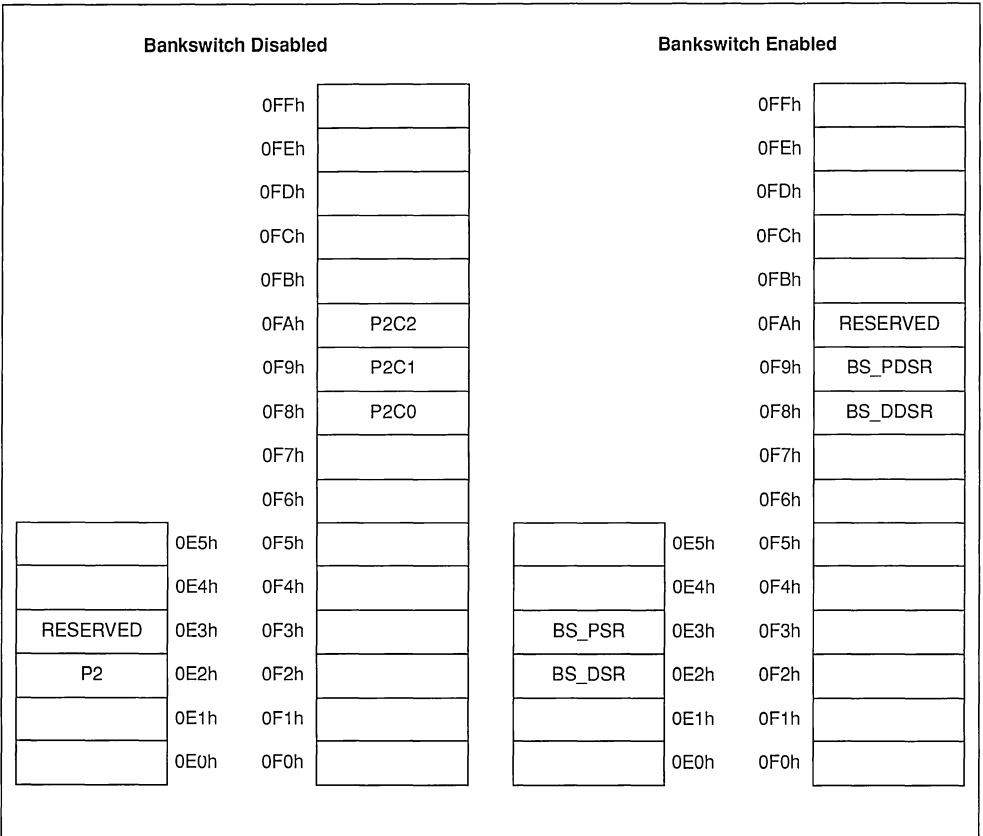 Bankswitch Disabled
0FFh
0FEh
0FDh
0FCh
0FBh
0FAh P2C2
0F9h P2C1
0F8h P2C0
0F7h
0F6h
0E5h 0F5h
0E4h 0F4h
RESERVED 0E3h 0F3h
P2 0E2h 0F2h
0E1h 0F1h
0E0h 0F0h
Bankswitch Enabled
0FFh
0FEh
0FDh
0FCh
0FBh
0FAh RESERVED
0F9h BS_PDSR
0F8h BS_DDSR
0F7h
0F6h
0E5h 0F5h
0E4h 0F4h
BS_PSR 0E3h 0F3h
BS_DSR 0E2h 0F2h
0E1h 0F1h
0E0h 0F0h